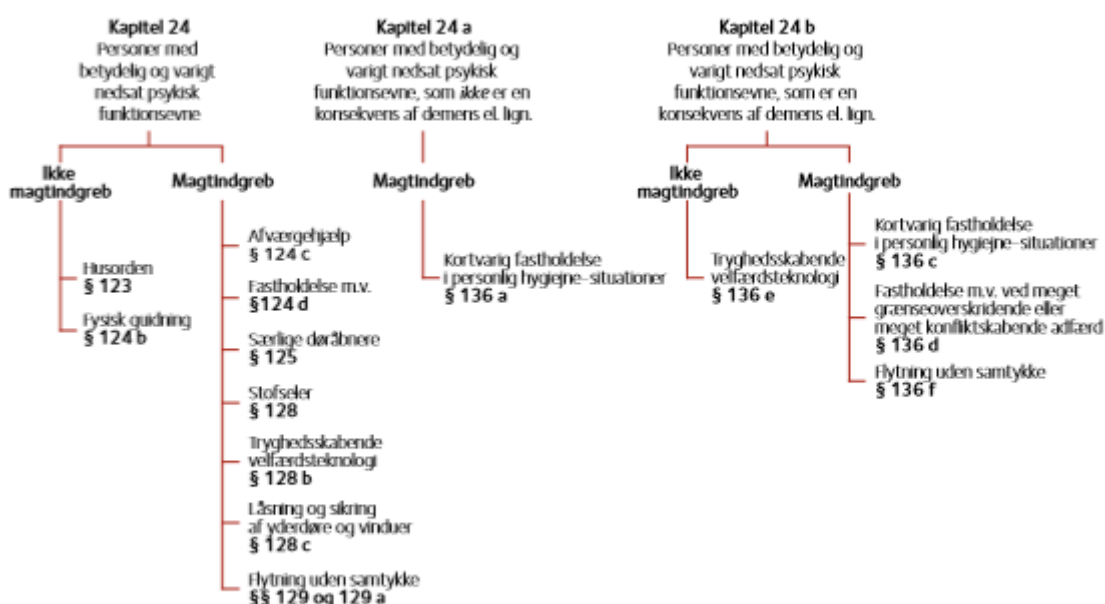 Kapitel 24
Personer med
betydelig og varigt
nedsat psykisk
funktionsevne
Ikke
magtindgreb
Husorden
§ 123
Fysisk guidning
§ 124 b
Magtindgreb
Afværgehjælp
§ 124 c
Fastholdelse m.v.
§124 d
Særlige døråbnere
§ 125
Stofseler
§ 128
Tryghedsskabende
velfærdsteknologi
§ 128 b
Låsning og sikring
af yderdøre og vinduer
§ 128 c
Flytning uden samtykke
§§ 129 og 129 a
Kapitel 24 a
Personer med betydelig og
varigt nedsat psykisk
funktionsevne, som ikke er en
konsekvens af demens el. lign.
Magtindgreb
Kortvarig fastholdelse
i personlig hygiejne-situationer
§ 136 a
Kapitel 24 b
Personer med betydelig og
varigt nedsat psykisk
funktionsevne, som er en
konsekvens af demens el. lign.
Ikke
magtindgreb
Tryghedsskabende
velfærdsteknologi
§ 136 e
Magtindgreb
Kortvarig fastholdelse
i personlig hygiejne-situationer
§ 136 c
Fastholdelse m.v. ved meget
grænseoverskridende eller
meget konfliktskabende adfærd
§ 136 d
Flytning uden samtykke
§ 136 f